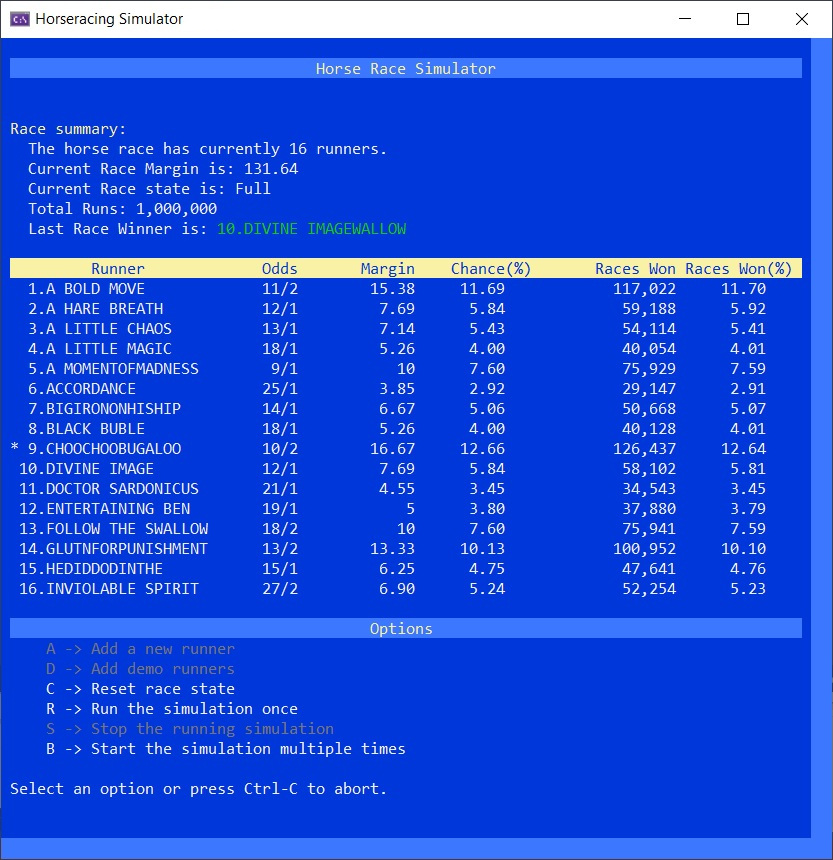 Horseracing Simulator
Horse Race Simulator
Race summary:
The horse race has currently 16 runners.
Current Race Margin is: 131.64
Current Race state is: Full
Total Runs: 1,000,000
Last Race Winner is: 10.DIVINE IMAGEWALLOW
Runner Odds Margin Chance(%) Races Won Races Won(%)
1.A BOLD MOVE 11/2 15.38 11.69 117,022 11.70
2.A HARE BREATH 12/1 7.69 5.84 59,188 5.92
3.A LITTLE CHAOS 13/1 7.14 5.43 54,114 5.41
4.A LITTLE MAGIC 18/1 5.26 4.00 40,054 4.01
5.A MOMENTOFMADNESS 9/1 10 7.60 75,929 7.59
6.ACCORDANCE 25/1 3.85 2.92 29,147 2.91
7.BIGIRONONHISHIP 14/1 6.67 5.06 50,668 5.07
8.BLACK BUBLE 18/1 5.26 4.00 40,128 4.01
* 9.CHOOCHOOBUGALOO 10/2 16.67 12.66 126,437 12.64
10.DIVINE IMAGE 12/1 7.69 5.84 58,102 5.81
11.DOCTOR SARDONICUS 21/1 4.55 3.45 34,543 3.45
12.ENTERTAINING BEN 19/1 5 3.80 37,880 3.79
13.FOLLOW THE SWALLOW 18/2 10 7.60 75,941 7.59
14.GLUTNFORPUNISHMENT 13/2 13.33 10.13 100,952 10.10
15.HEDIDDODINTHE 15/1 6.25 4.75 47,641 4.76
16.INVIOLABLE SPIRIT 27/2 6.90 5.24 52,254 5.23
Options
A -> Add a new runner
D -> Add demo runners
C -> Reset race state
R -> Run the simulation once
S -> Stop the running simulation
B -> Start the simulation multiple times
Select an option or press Ctrl-C to abort.